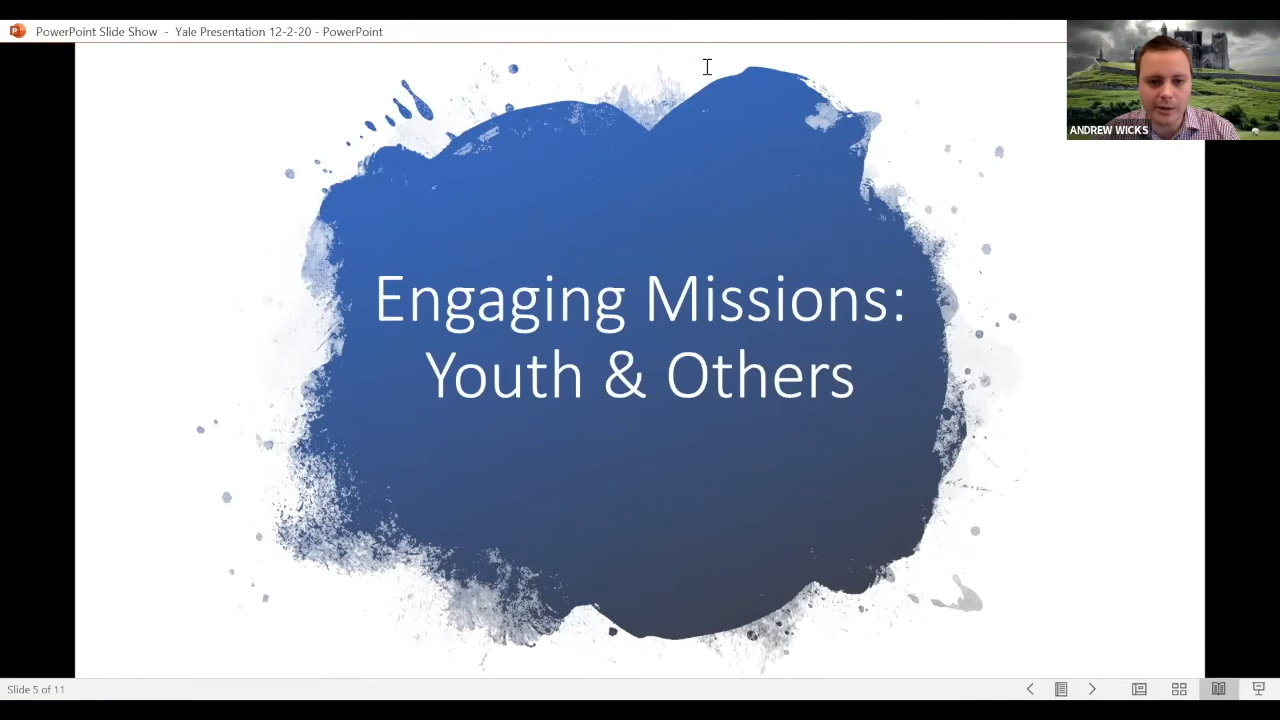 PowerPoint Slide Show - Yale Presentation 12-2-20 - PowerPoint
ANDREW WICKS
Engaging Missions:
Youth & Others
Slide 5 of 11